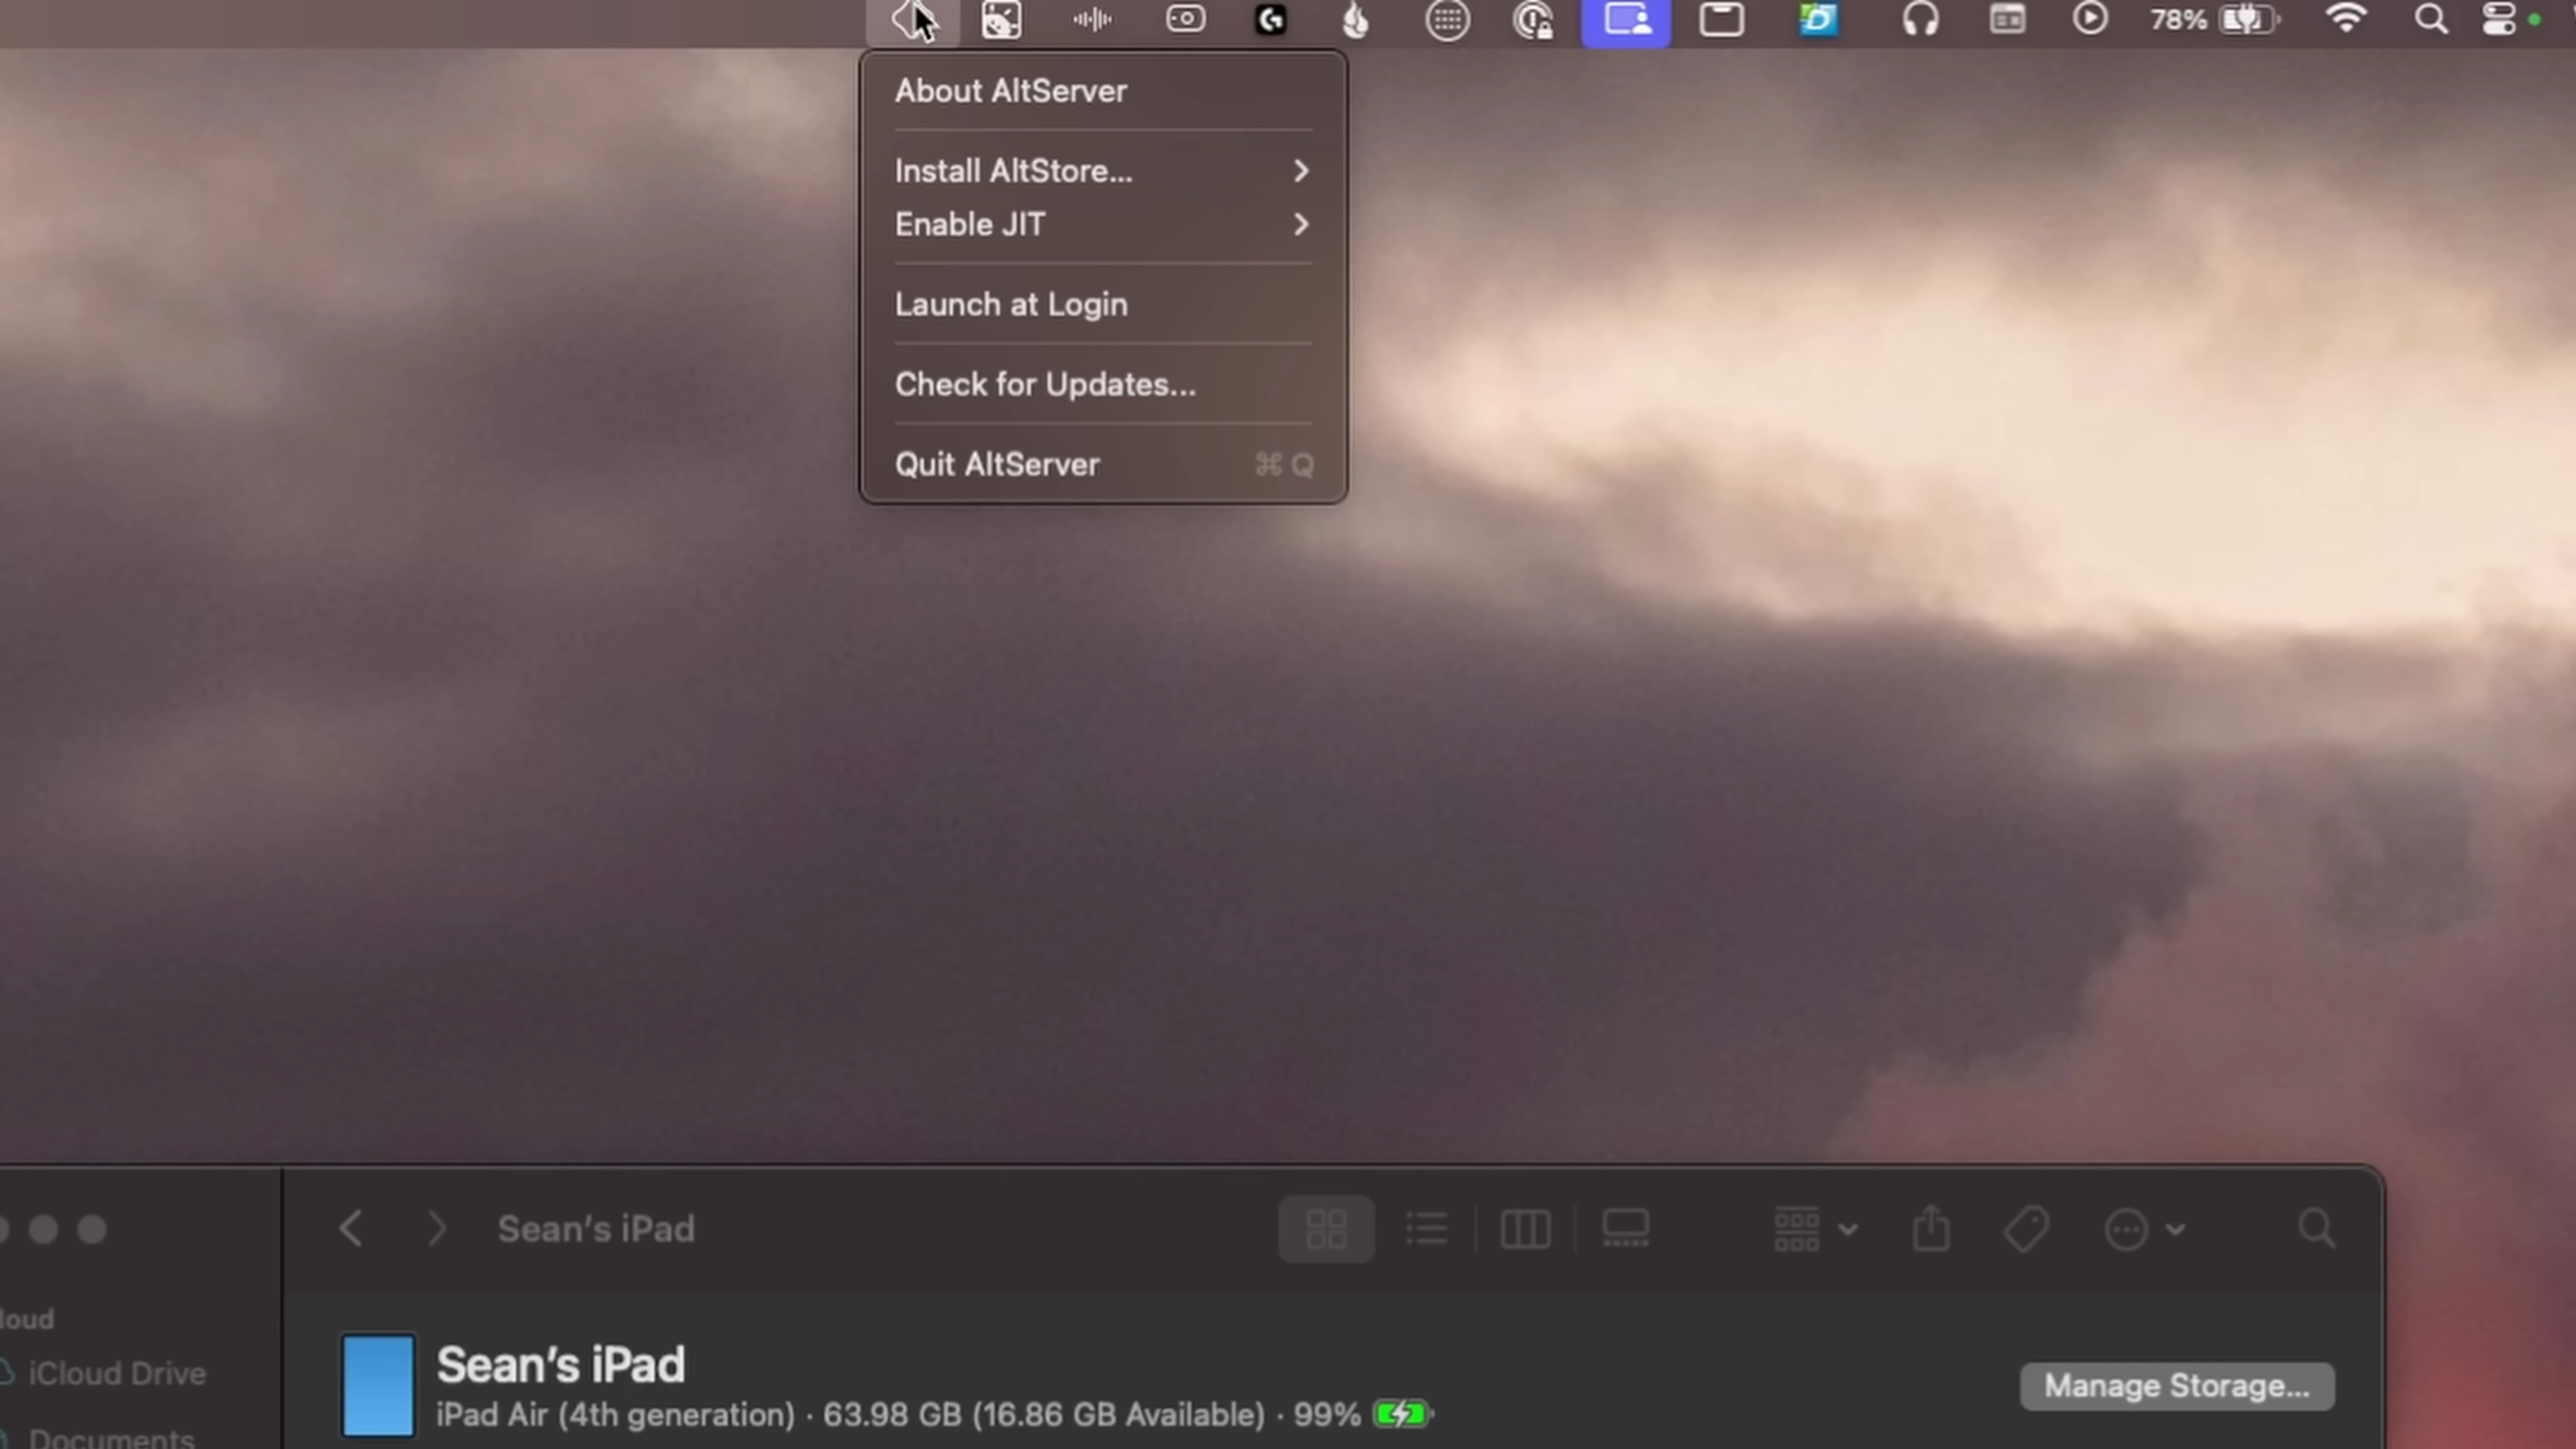 78%
About AltServer
Install AltStore...
Enable JIT
Launch at Login
Check for Updates...
Quit AltServer ⌘ Q
Sean's iPad
loud
Sean's iPad
iCloud Drive
Manage Storage...
iPad Air (4th generation) · 63.98 GB (16.86 GB Available) · 99%
Documents